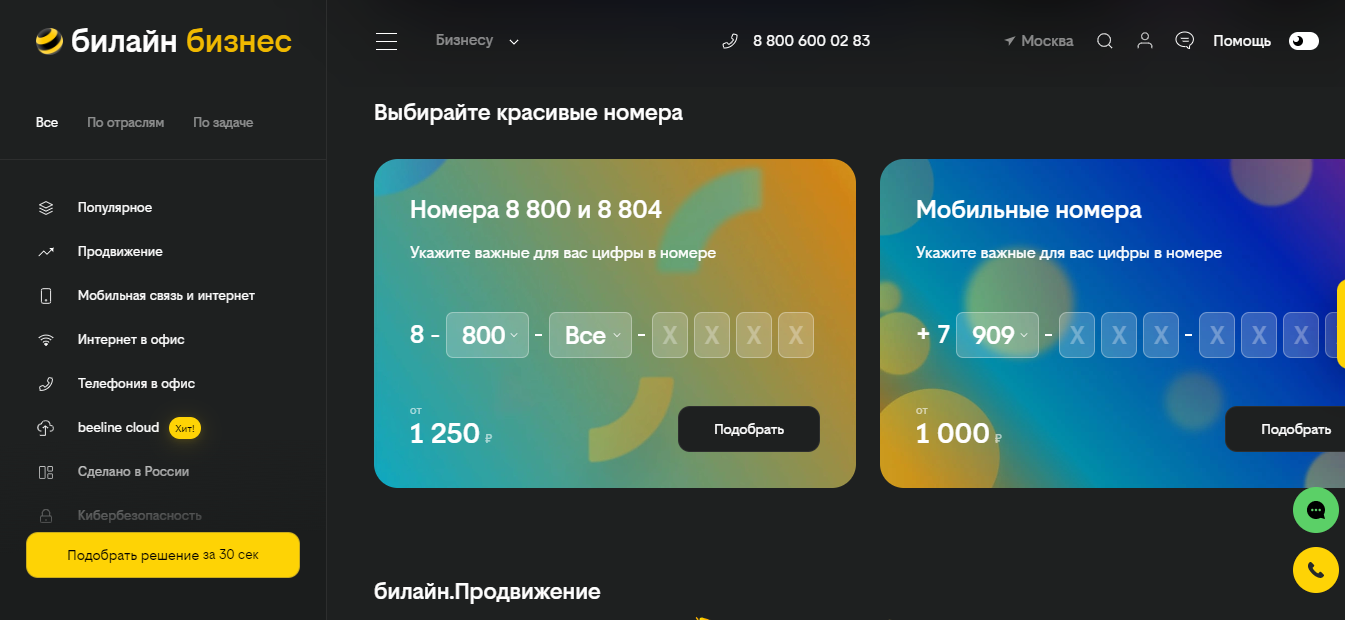 билайн бизнес
Бизнесу
8 800 600 02 83
Москва
Помощь
Все По отраслям По задаче
Популярное
Продвижение
Мобильная связь и интернет
Интернет в офис
Телефония в офис
beeline cloud Хит!
Сделано в России
Кибербезопасность
Подобрать решение за 30 сек
Выбирайте красивые номера
Номера 8 800 и 8 804
Укажите важные для вас цифры в номере
8 - 800 - Все - X X X X
от
1 250 ₽
Подобрать
Мобильные номера
Укажите важные для вас цифры в номере
+ 7 909 - X X X - X X X
от
1 000 ₽
Подобрать
билайн.Продвижение